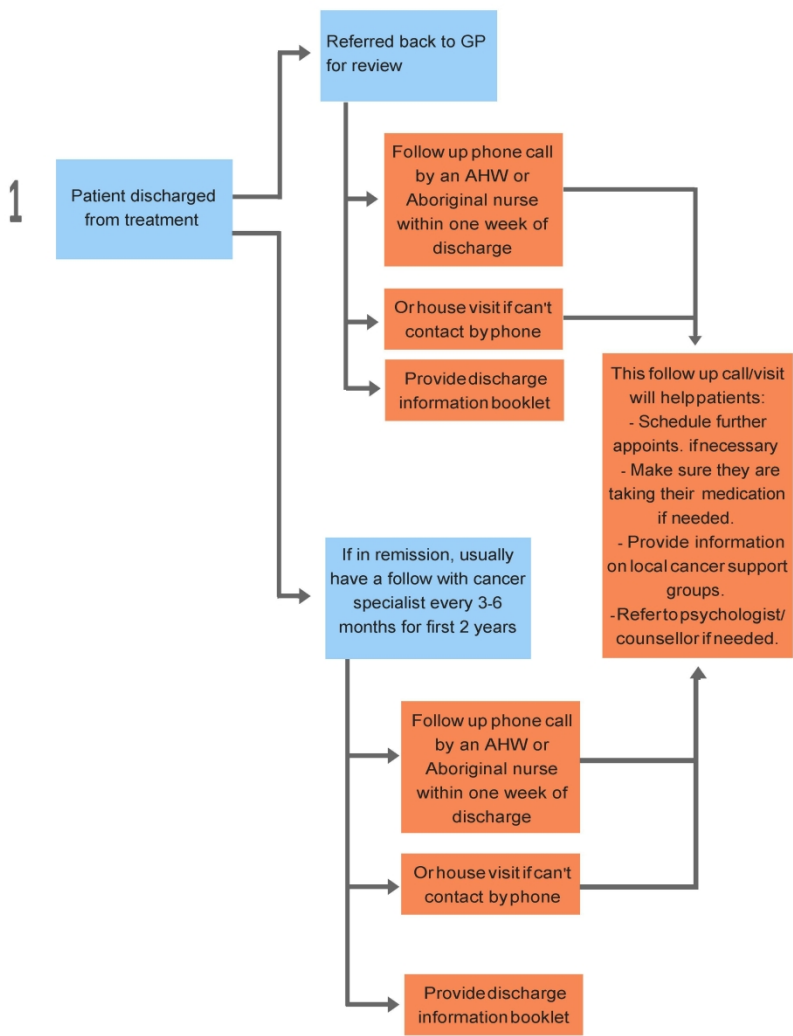 1
Patient discharged
from treatment
Referred back to GP
for review
Follow up phone call
by an AHW or
Aboriginal nurse
within one week of
discharge
Or house visit if can't
contact by phone
Provide discharge
information booklet
This follow up call/visit
will help patients:
- Schedule further
appoints. if necessary
- Make sure they are
taking their medication
if needed.
- Provide information
on local cancer support
groups.
-Refer to psychologist/
counsellor if needed.
If in remission, usually
have a follow with cancer
specialist every 3-6
months for first 2 years
Follow up phone call
by an AHW or
Aboriginal nurse
within one week of
discharge
Or house visit if can't
contact by phone
Provide discharge
information booklet